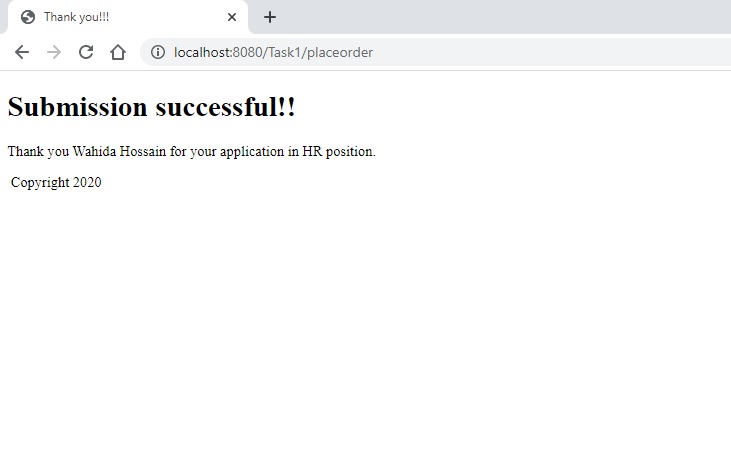 Thank you!!!
localhost:8080/Task1/placeorder
Submission successful!!
Thank you Wahida Hossain for your application in HR position.
Copyright 2020